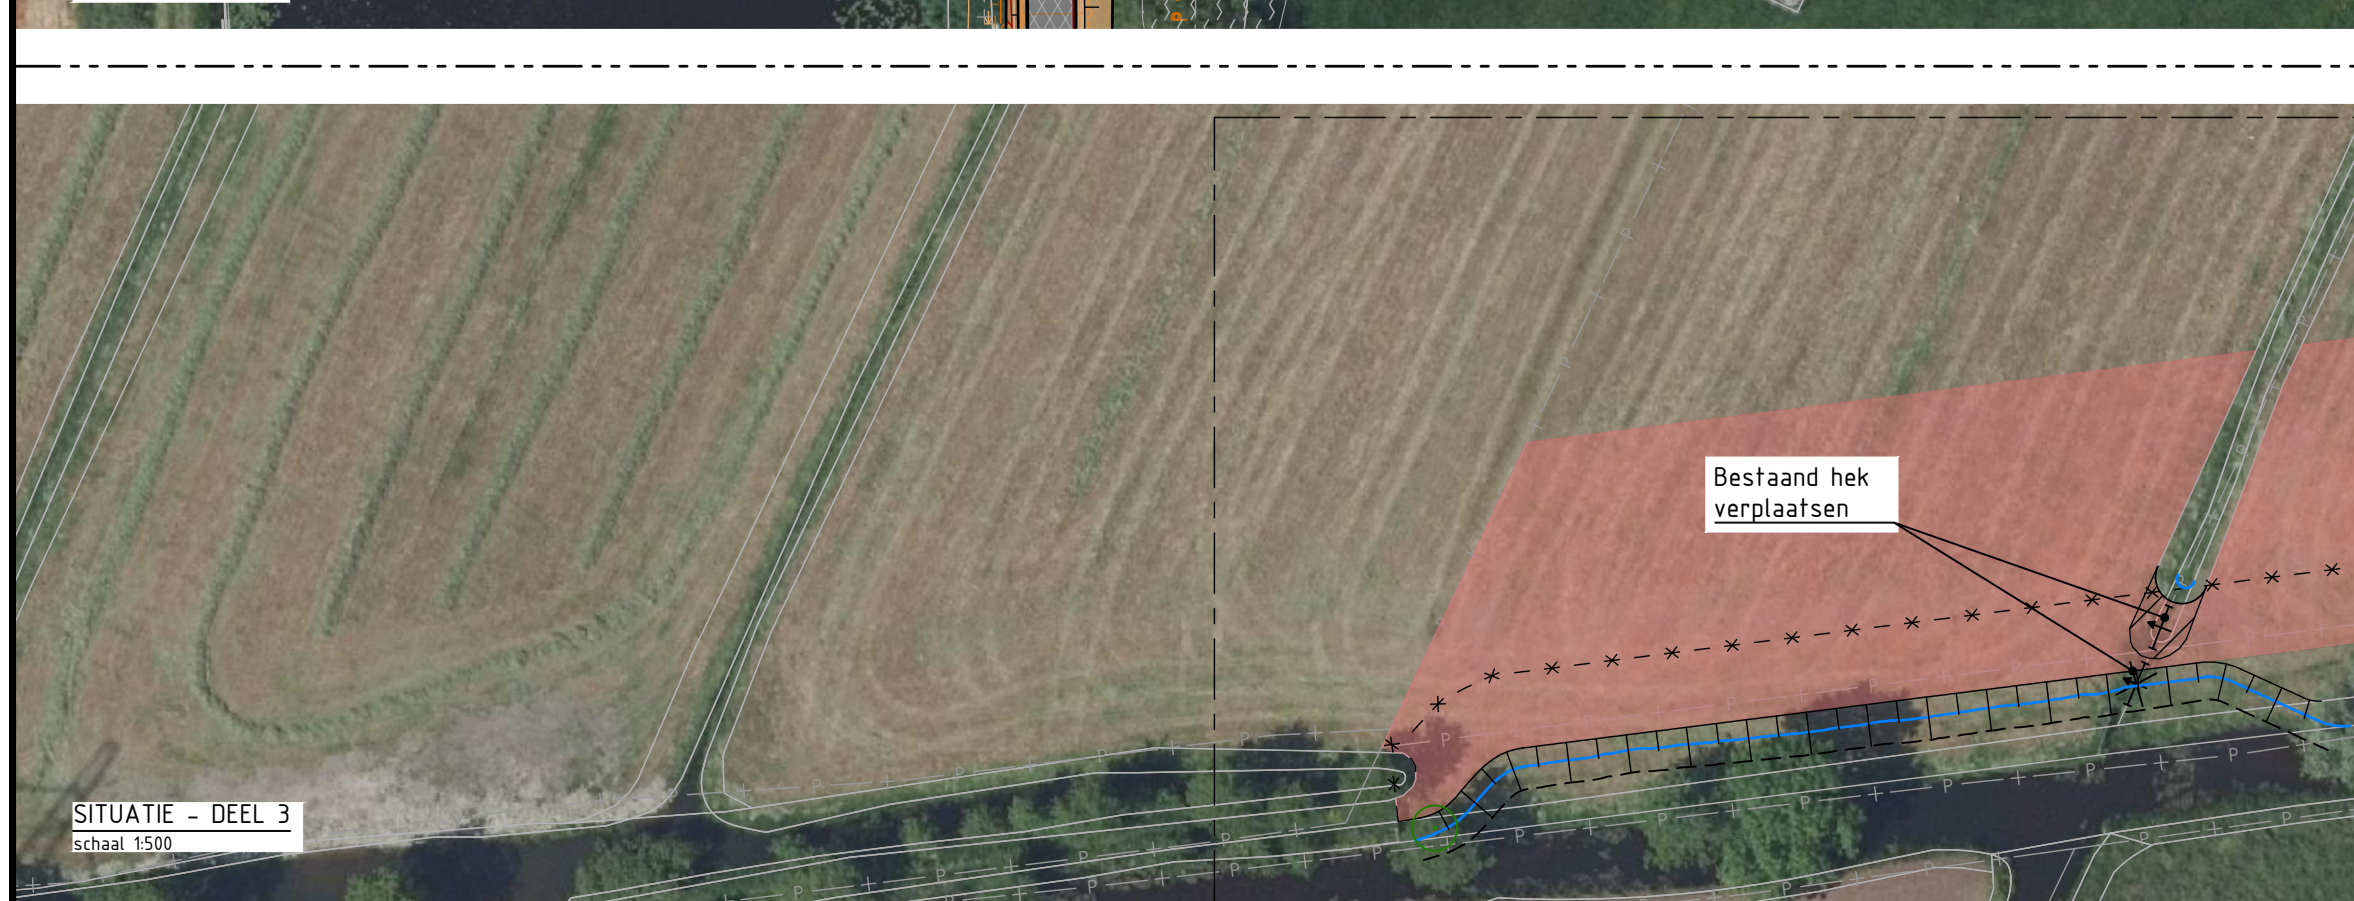 Bestaand hek
verplaatsen
SITUATIE - DEEL 3
schaal 1:500